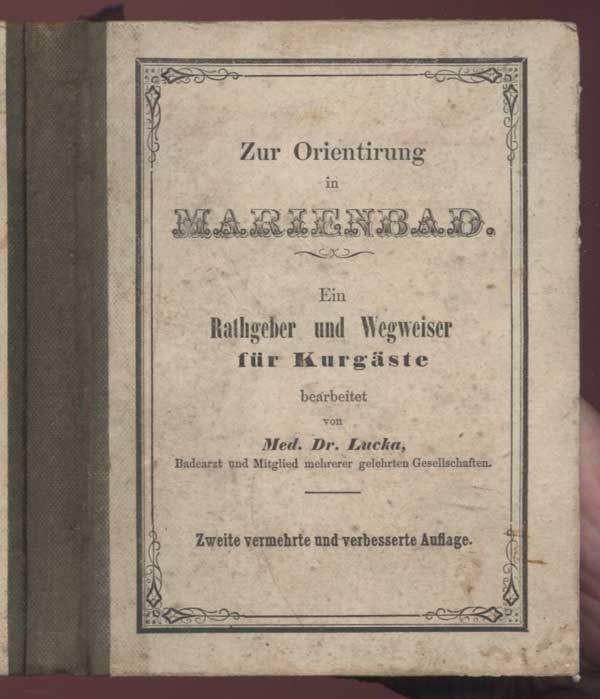 Zur Orientirung
in
MARIENBAD.
Ein
Rathgeber und Wegweiser
für Kurgäste
bearbeitet
von
Med. Dr. Lucka,
Badearzt und Mitglied mehrerer gelehrten Gesellschaften.
Zweite vermehrte und verbesserte Auflage.